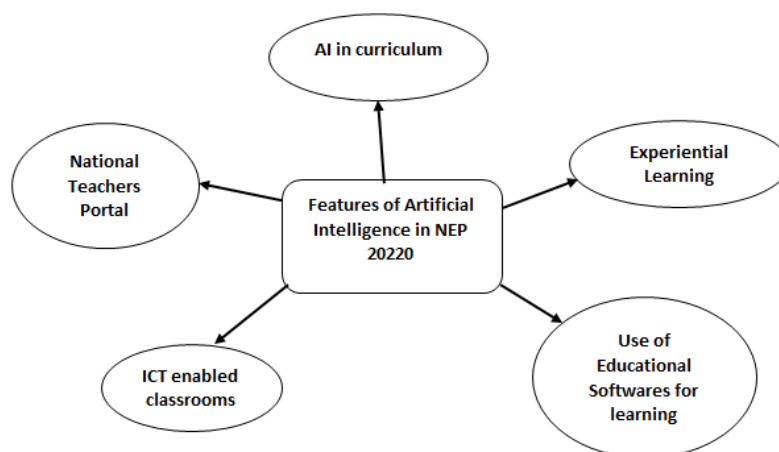 AI in curriculum
National
Teachers
Portal
Experiential
Learning
Features of Artificial
Intelligence in NEP
20220
ICT enabled
classrooms
Use of
Educational
Softwares for
learning